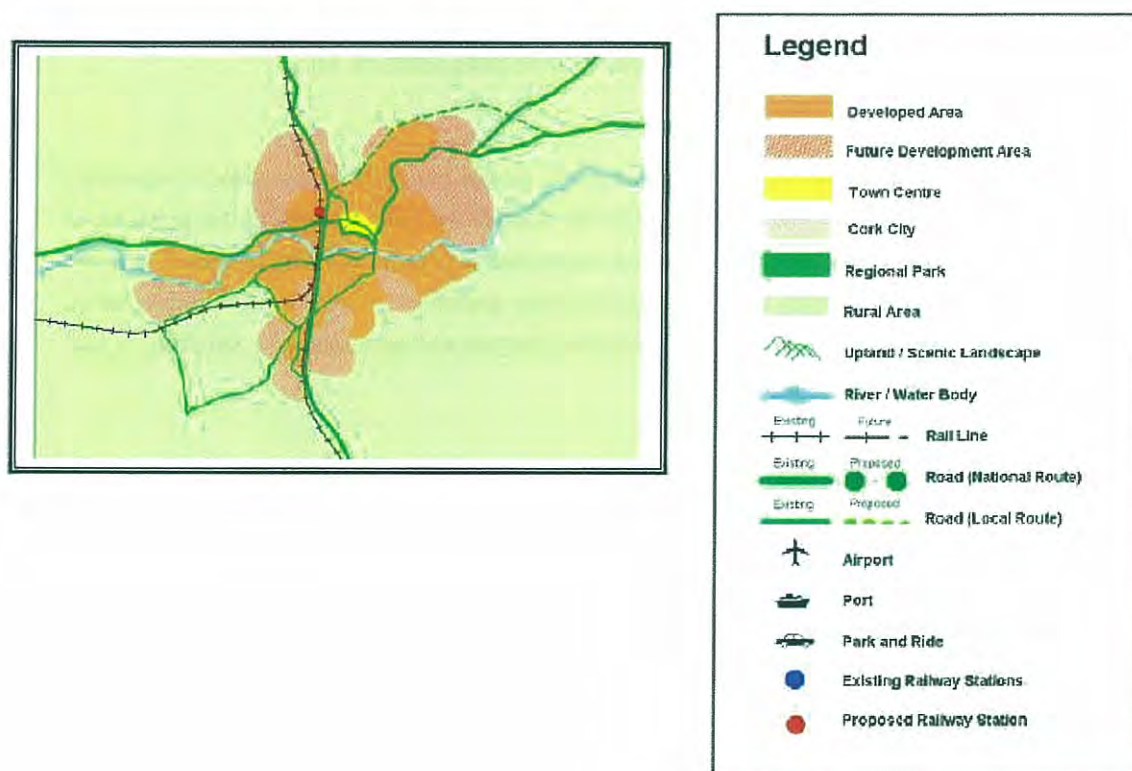 Legend
Developed Area
Future Development Area
Town Centre
Cork City
Regional Park
Rural Area
Upland / Scenic Landscape
River / Water Body
Existing Future
Rail Line
Existing Proposed
Road (National Route)
Existing Proposed
Road (Local Route)
Airport
Port
Park and Ride
Existing Railway Stations
Proposed Railway Station